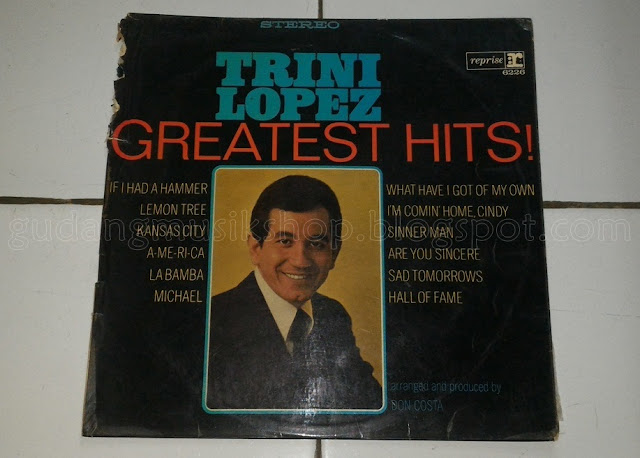 STEREO
reprise
6226
TRINI
LOPEZ
GREATEST HITS!
IF I HAD A HAMMER
LEMON TREE
KANSAS CITY
A-ME-RI-CA
LA BAMBA
MICHAEL
WHAT HAVE I GOT OF MY OWN
I'M COMIN' HOME, CINDY
SINNER MAN
ARE YOU SINCERE
SAD TOMORROWS
HALL OF FAME
arranged and produced by
DON COSTA
gudangmusikshop.blogspot.com